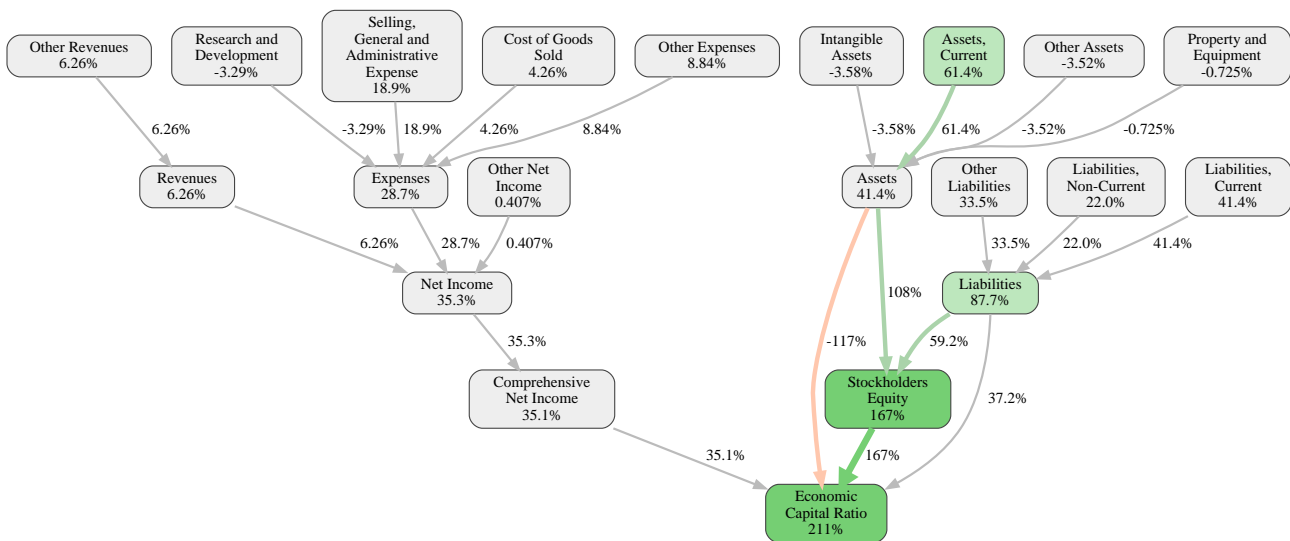 Other Revenues
6.26%
Research and
Development
-3.29%
Selling,
General and
Administrative
Expense
18.9%
Cost of Goods
Sold
4.26%
Other Expenses
8.84%
Intangible
Assets
-3.58%
Assets,
Current
61.4%
Other Assets
-3.52%
Property and
Equipment
-0.725%
6.26%
-3.29%
18.9%
4.26%
8.84%
-3.58%
61.4%
-3.52%
-0.725%
Revenues
6.26%
Expenses
28.7%
Other Net
Income
0.407%
Assets
41.4%
Other
Liabilities
33.5%
Liabilities,
Non-Current
22.0%
Liabilities,
Current
41.4%
6.26%
28.7%
0.407%
33.5%
22.0%
41.4%
Net Income
35.3%
Liabilities
87.7%
108%
35.3%
-117%
59.2%
Comprehensive
Net Income
35.1%
Stockholders
Equity
167%
37.2%
35.1%
167%
Economic
Capital Ratio
211%